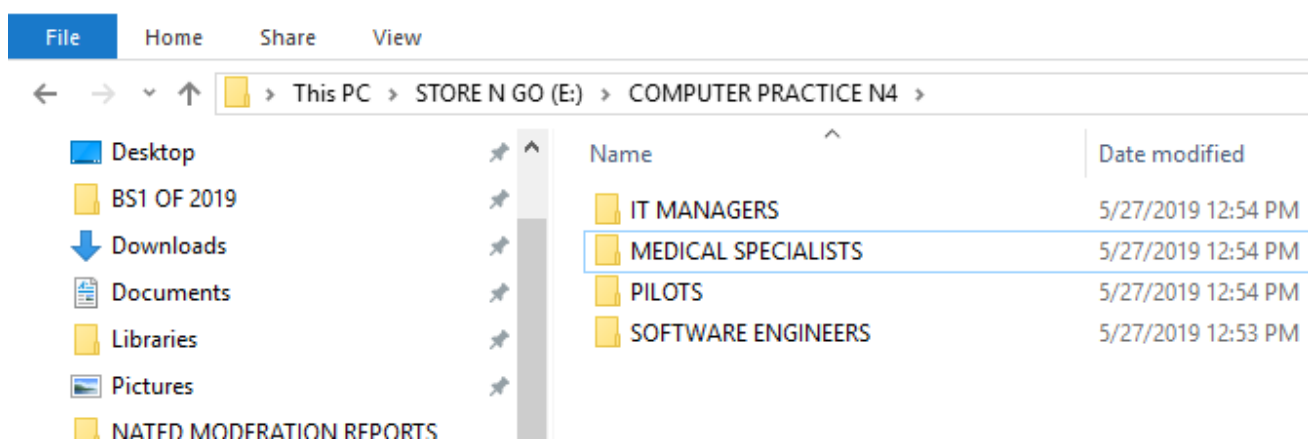 File Home Share View
This PC > STORE N GO (E:) > COMPUTER PRACTICE N4 >
Desktop
BS1 OF 2019
Downloads
Documents
Libraries
Pictures
NATED MODERATION REPORTS
Name Date modified
IT MANAGERS 5/27/2019 12:54 PM
MEDICAL SPECIALISTS 5/27/2019 12:54 PM
PILOTS 5/27/2019 12:54 PM
SOFTWARE ENGINEERS 5/27/2019 12:53 PM